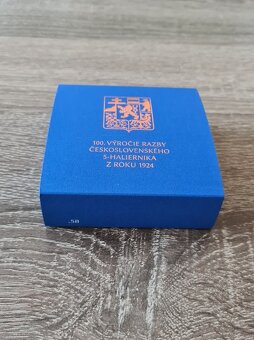 100. VÝROČIE RAZBY
ČESKOSLOVENSKÉHO
5-HALIERNIKA
Z ROKU 1924
.58